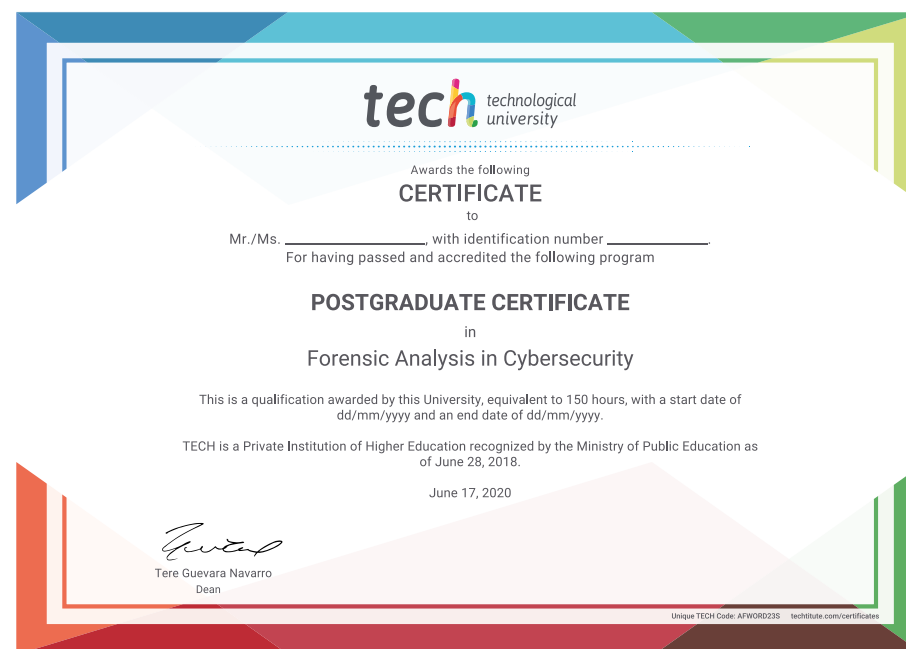 tech technological
university
Awards the following
CERTIFICATE
to
Mr./Ms. ____________________, with identification number ______________.
For having passed and accredited the following program
POSTGRADUATE CERTIFICATE
in
Forensic Analysis in Cybersecurity
This is a qualification awarded by this University, equivalent to 150 hours, with a start date of
dd/mm/yyyy and an end date of dd/mm/yyyy.
TECH is a Private Institution of Higher Education recognized by the Ministry of Public Education as
of June 28, 2018.
June 17, 2020
Tere Guevara Navarro
Dean
Unique TECH Code: AFWORD23S techtitute.com/certificates